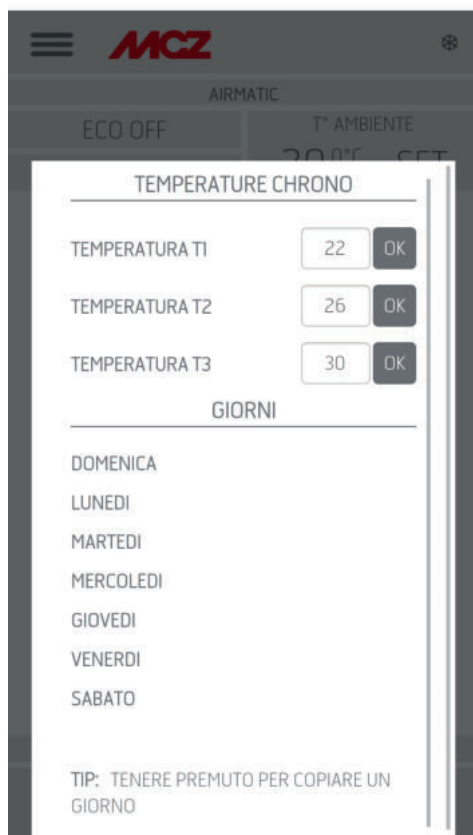 MCZ
AIRMATIC
ECO OFF
T° AMBIENTE
SET
TEMPERATURE CHRONO
TEMPERATURA T1
22
OK
TEMPERATURA T2
26
OK
TEMPERATURA T3
30
OK
GIORNI
DOMENICA
LUNEDI
MARTEDI
MERCOLEDI
GIOVEDI
VENERDI
SABATO
TIP: TENERE PREMUTO PER COPIARE UN
GIORNO